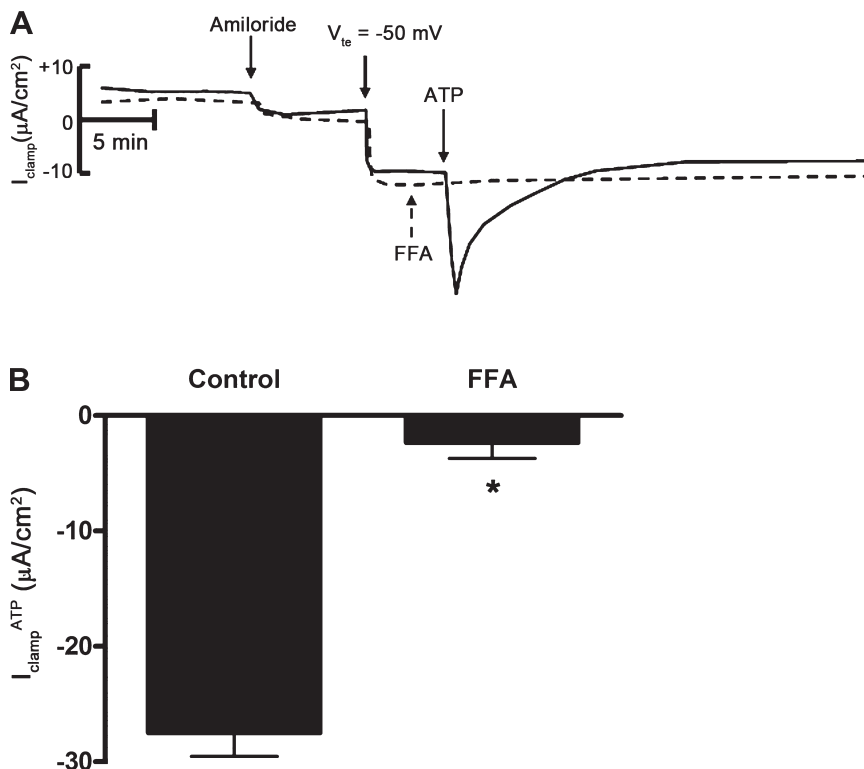 A
Amiloride
V_te = -50 mV
ATP
FFA
I_clamp(µA/cm²)
+10
0
-10
5 min
B
Control
FFA
I_clamp^ATP (µA/cm²)
0
-10
-20
-30
*